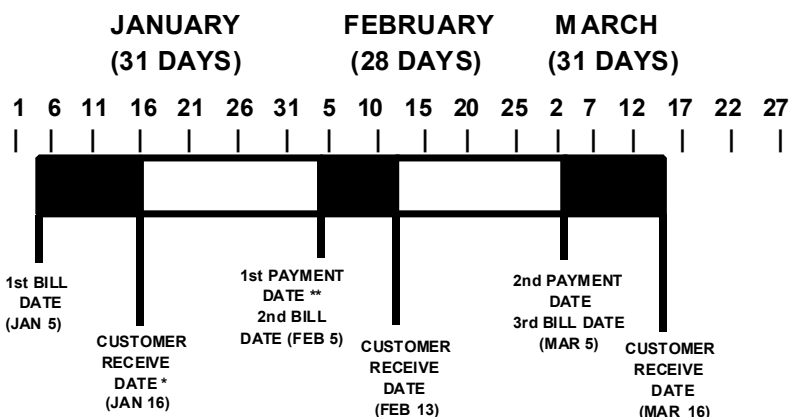 JANUARY FEBRUARY MARCH
(31 DAYS) (28 DAYS) (31 DAYS)
1 6 11 16 21 26 31 5 10 15 20 25 2 7 12 17 22 27
1st BILL
DATE
(JAN 5)
CUSTOMER
RECEIVE
DATE *
(JAN 16)
1st PAYMENT
DATE **
2nd BILL
DATE (FEB 5)
CUSTOMER
RECEIVE
DATE
(FEB 13)
2nd PAYMENT
DATE
3rd BILL DATE
(MAR 5)
CUSTOMER
RECEIVE
DATE
(MAR 16)